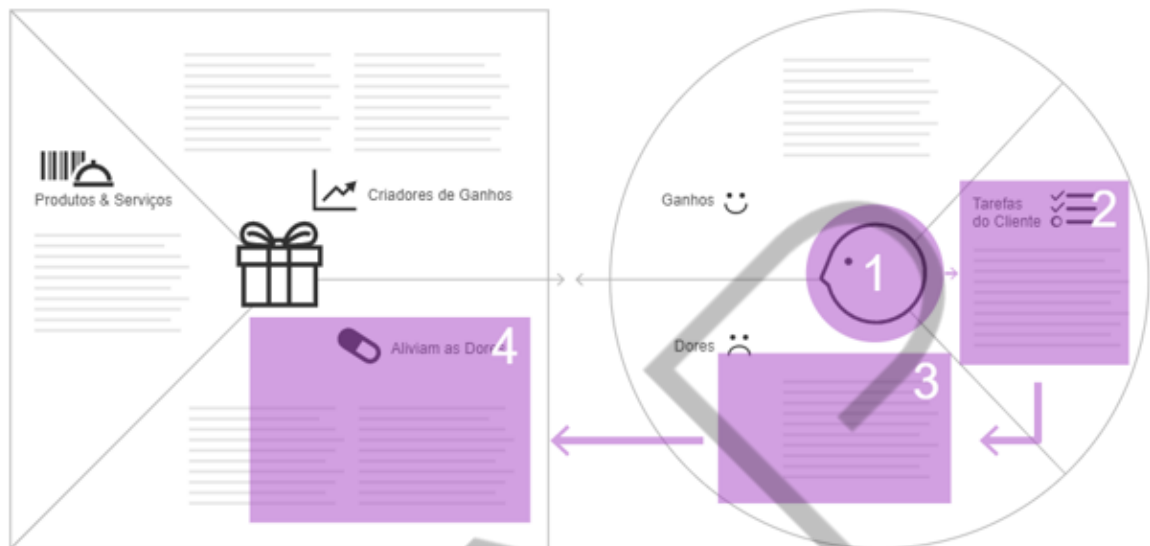 Produtos & Serviços
Criadores de Ganhos
Aliviam as Dores
4
Ganhos
1
Tarefas
do Cliente
2
Dores
3